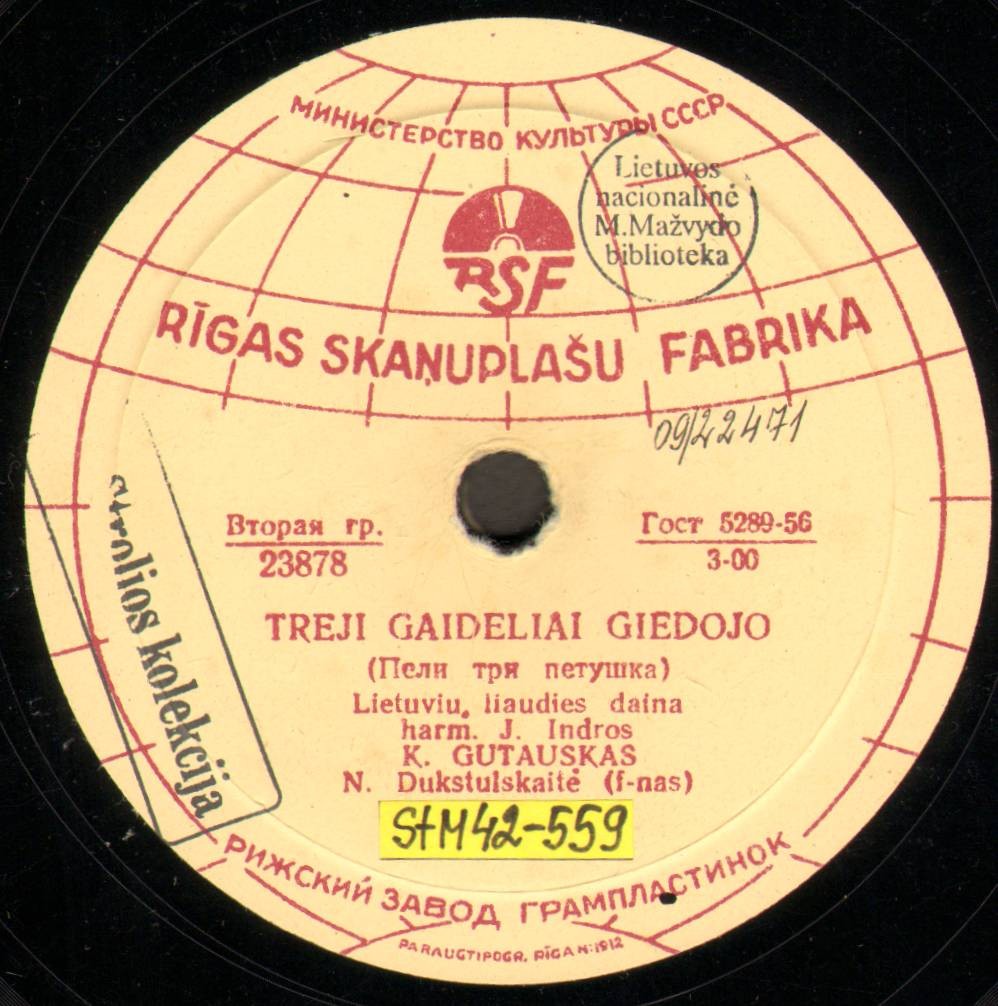 МИНИСТЕРСТВО КУЛЬТУРЫ СССР
Lietuvos
nacionalinė
M.Mažvydo
biblioteka
RSF
RĪGAS SKAŅUPLAŠU FABRIKA
09/22471
Вторая гр.
23878
Гост 5289-56
3-00
TREJI GAIDELIAI GIEDOJO
(Пели три петушка)
Lietuvių liaudies daina
harm. J. Indros
K. GUTAUSKAS
N. Dukstulskaitė (f-nas)
StM42-559
kolekcija
РИЖСКИЙ ЗАВОД ГРАМПЛАСТИНОК
PARAUGTIPOGR. RĪGA N:1912